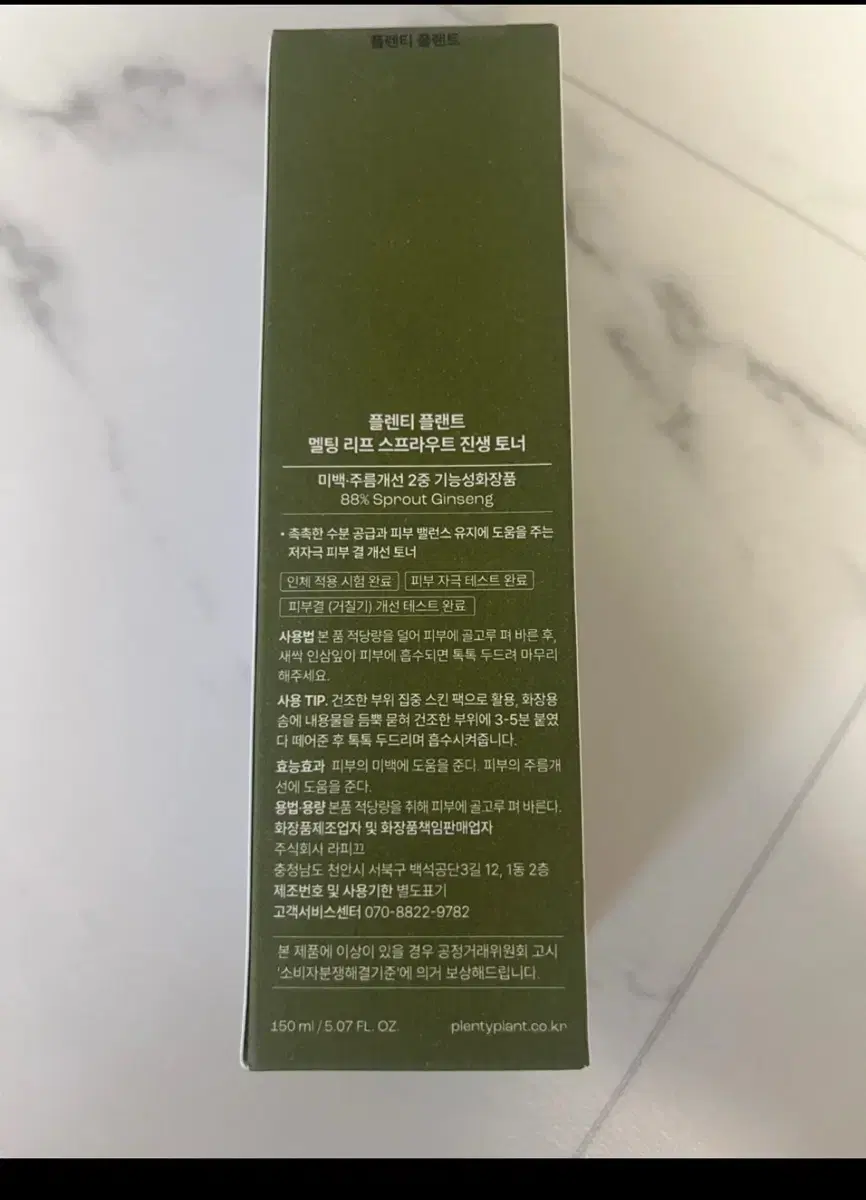 플렌티 플랜트
플렌티 플랜트
멜팅 리프 스프라우트 진생 토너
미백·주름개선 2중 기능성화장품
88% Sprout Ginseng
• 촉촉한 수분 공급과 피부 밸런스 유지에 도움을 주는
저자극 피부 결 개선 토너
인체 적용 시험 완료 피부 자극 테스트 완료
피부결 (거칠기) 개선 테스트 완료
사용법 본 품 적당량을 덜어 피부에 골고루 펴 바른 후,
새싹 인삼잎이 피부에 흡수되면 톡톡 두드려 마무리
해주세요.
사용 TIP. 건조한 부위 집중 스킨 팩으로 활용, 화장용
솜에 내용물을 듬뿍 묻혀 건조한 부위에 3-5분 붙였
다 떼어준 후 톡톡 두드리며 흡수시켜줍니다.
효능효과 피부의 미백에 도움을 준다. 피부의 주름개
선에 도움을 준다.
용법·용량 본품 적당량을 취해 피부에 골고루 펴 바른다.
화장품제조업자 및 화장품책임판매업자
주식회사 라피끄
충청남도 천안시 서북구 백석공단3길 12, 1동 2층
제조번호 및 사용기한 별도표기
고객서비스센터 070-8822-9782
본 제품에 이상이 있을 경우 공정거래위원회 고시
'소비자분쟁해결기준'에 의거 보상해드립니다.
150 ml / 5.07 FL. OZ. plentyplant.co.kr